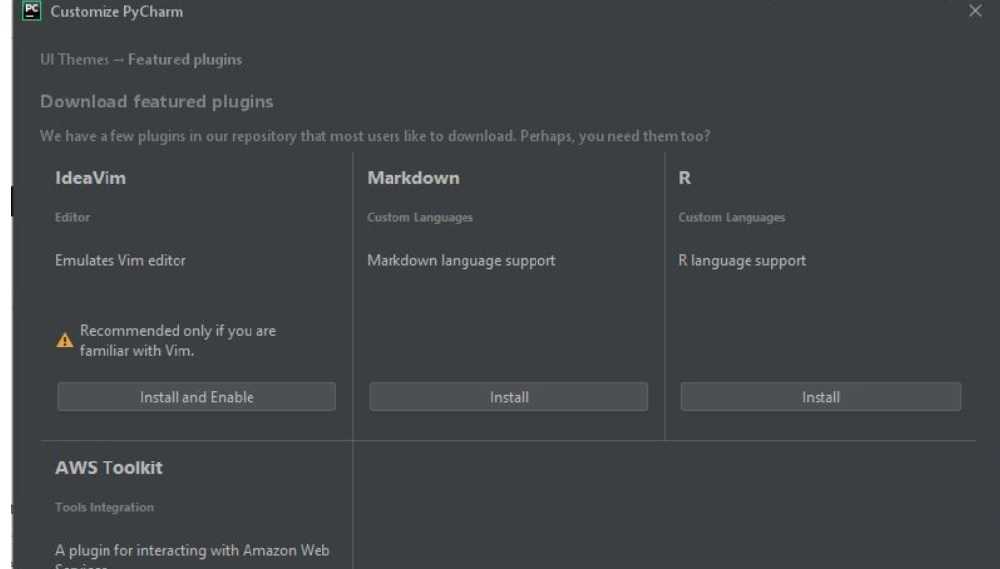 PC Customize PyCharm
UI Themes → Featured plugins
Download featured plugins
We have a few plugins in our repository that most users like to download. Perhaps, you need them too?
IdeaVim
Editor
Emulates Vim editor
Recommended only if you are
familiar with Vim.
Install and Enable
Markdown
Custom Languages
Markdown language support
Install
R
Custom Languages
R language support
Install
AWS Toolkit
Tools Integration
A plugin for interacting with Amazon Web
Services